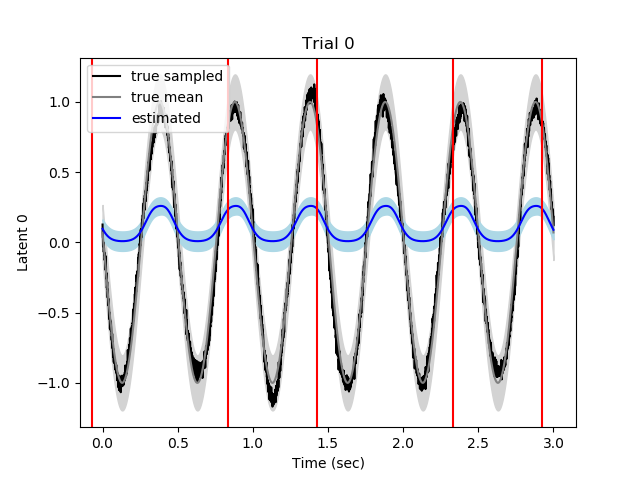 Trial 0
true sampled
true mean
estimated
Latent 0
1.0
0.5
0.0
−0.5
−1.0
0.0
0.5
1.0
1.5
2.0
2.5
3.0
Time (sec)